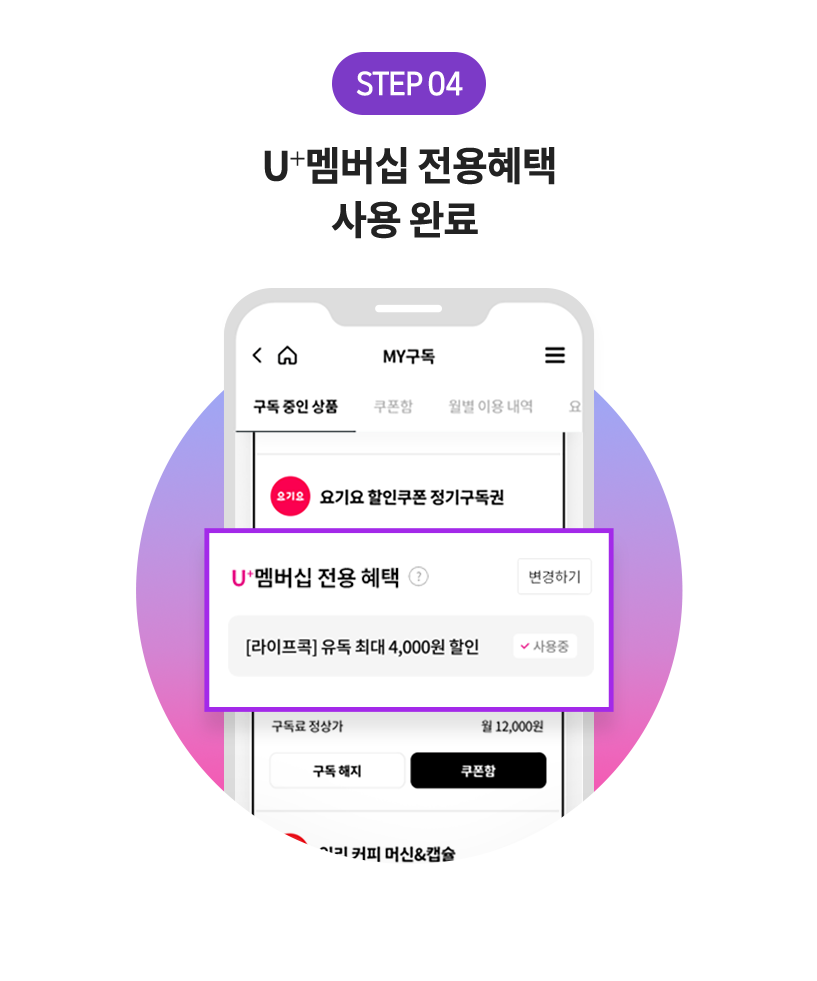 STEP 04
U⁺멤버십 전용혜택
사용 완료
MY구독
구독 중인 상품 쿠폰함 월별 이용 내역 요
요기요 요기요 할인쿠폰 정기구독권
U⁺멤버십 전용 혜택 ? 변경하기
[라이프콕] 유독 최대 4,000원 할인 사용중
구독료 정상가 월 12,000원
구독 해지 쿠폰함
커피 머신&캡슐